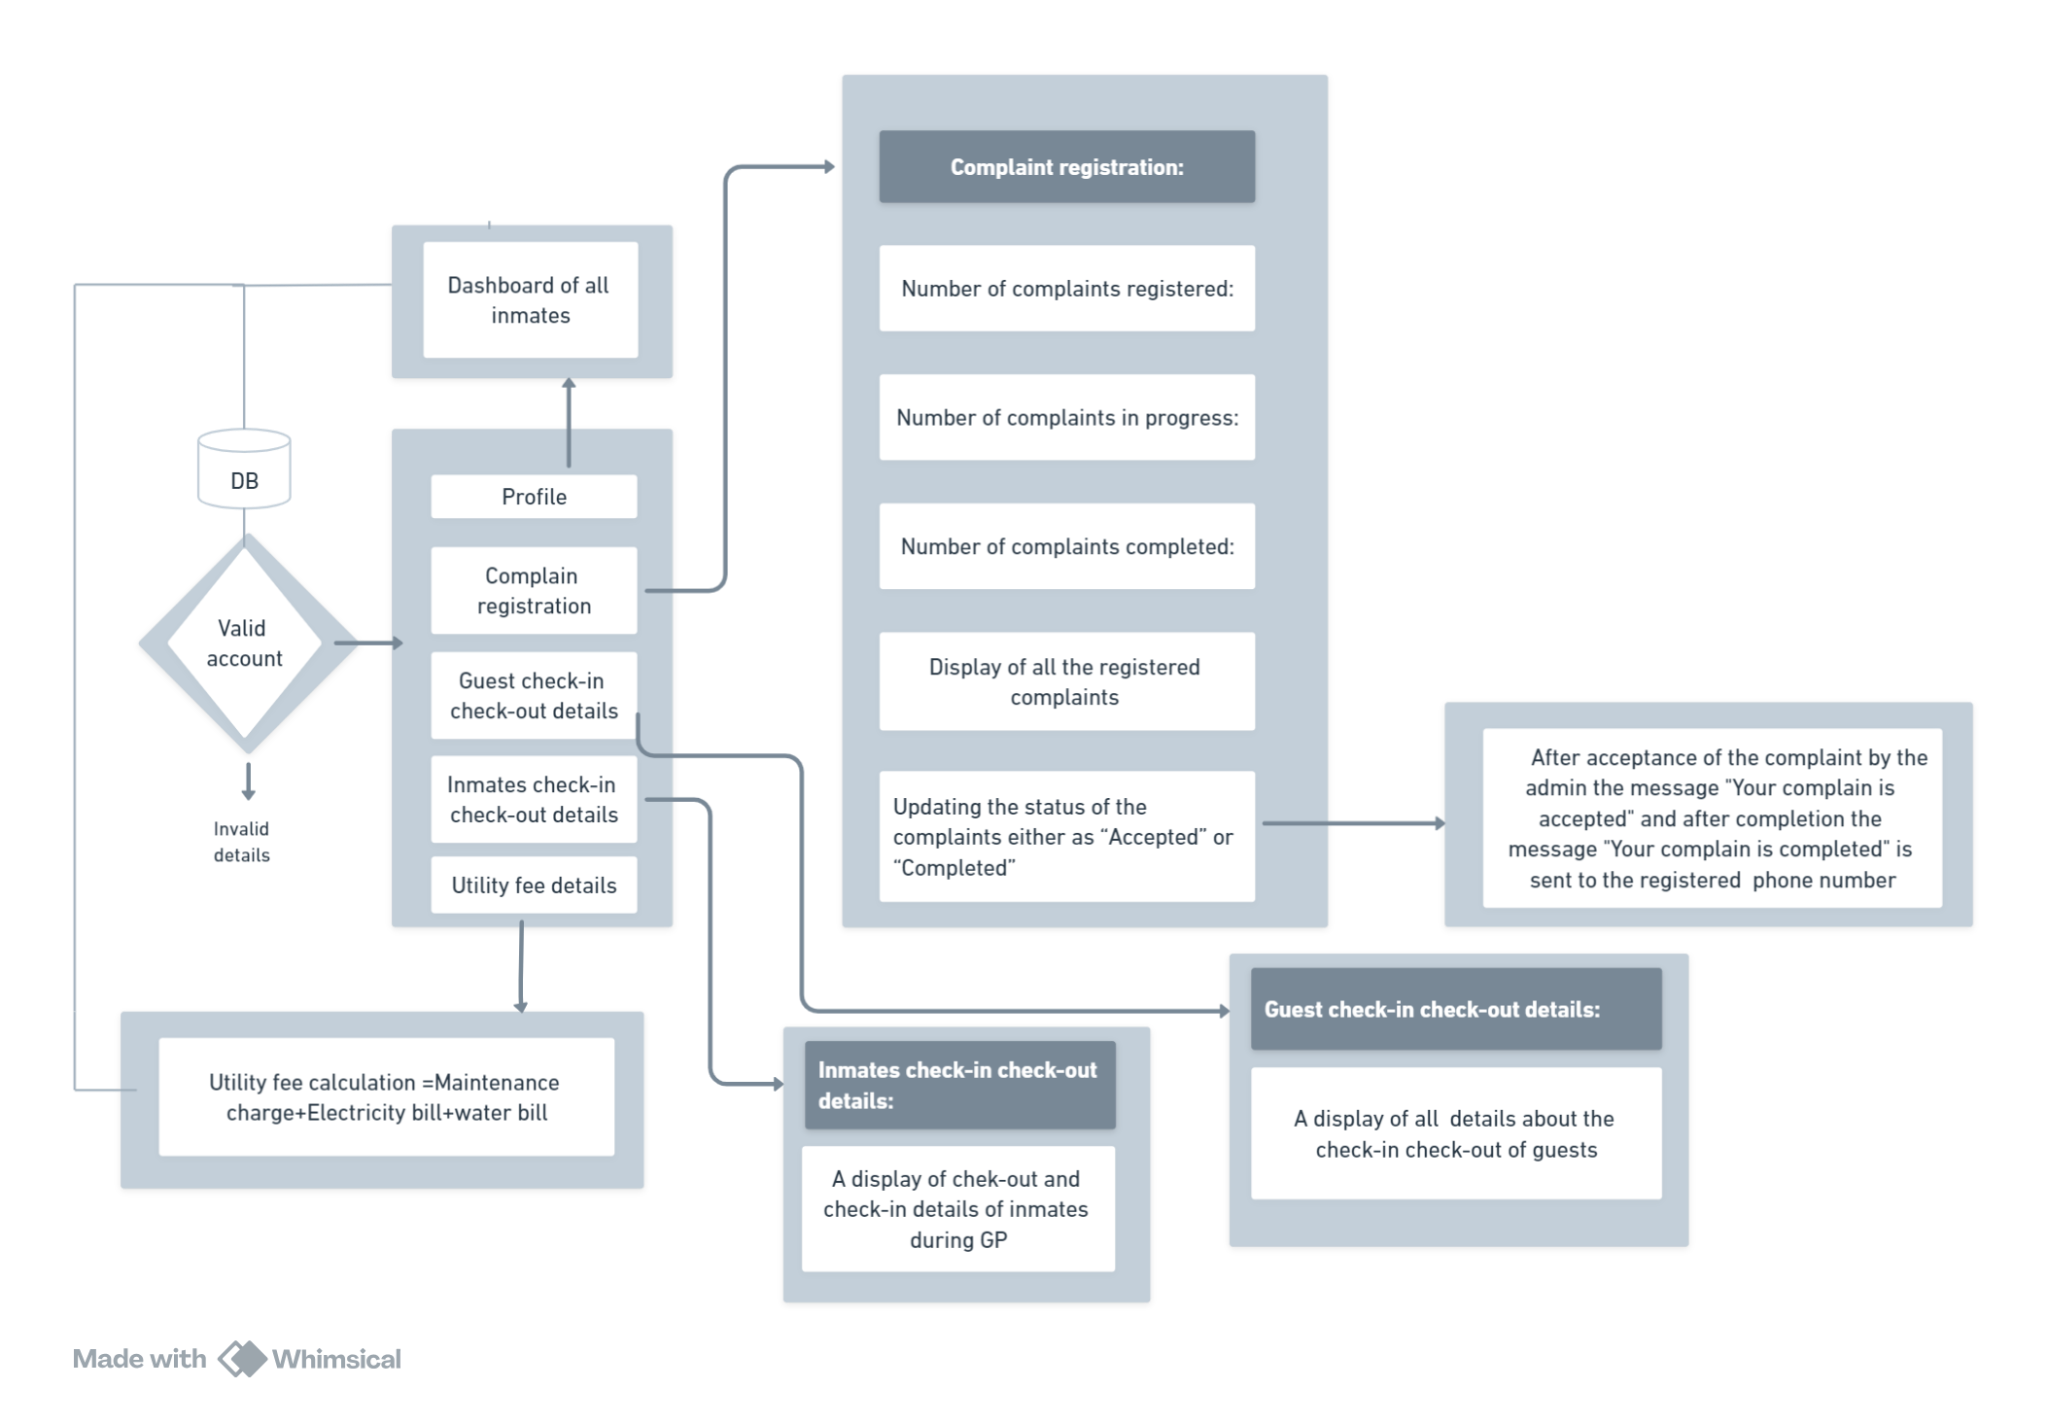 Complaint registration:
Number of complaints registered:
Number of complaints in progress:
Number of complaints completed:
Display of all the registered
complaints
Updating the status of the
complaints either as “Accepted” or
“Completed”
Dashboard of all
inmates
DB
Valid
account
Invalid
details
Profile
Complain
registration
Guest check-in
check-out details
Inmates check-in
check-out details
Utility fee details
After acceptance of the complaint by the
admin the message "Your complain is
accepted" and after completion the
message "Your complain is completed" is
sent to the registered  phone number
Utility fee calculation =Maintenance
charge+Electricity bill+water bill
Inmates check-in check-out
details:
A display of chek-out and
check-in details of inmates
during GP
Guest check-in check-out details:
A display of all  details about the
check-in check-out of guests
Made with Whimsical